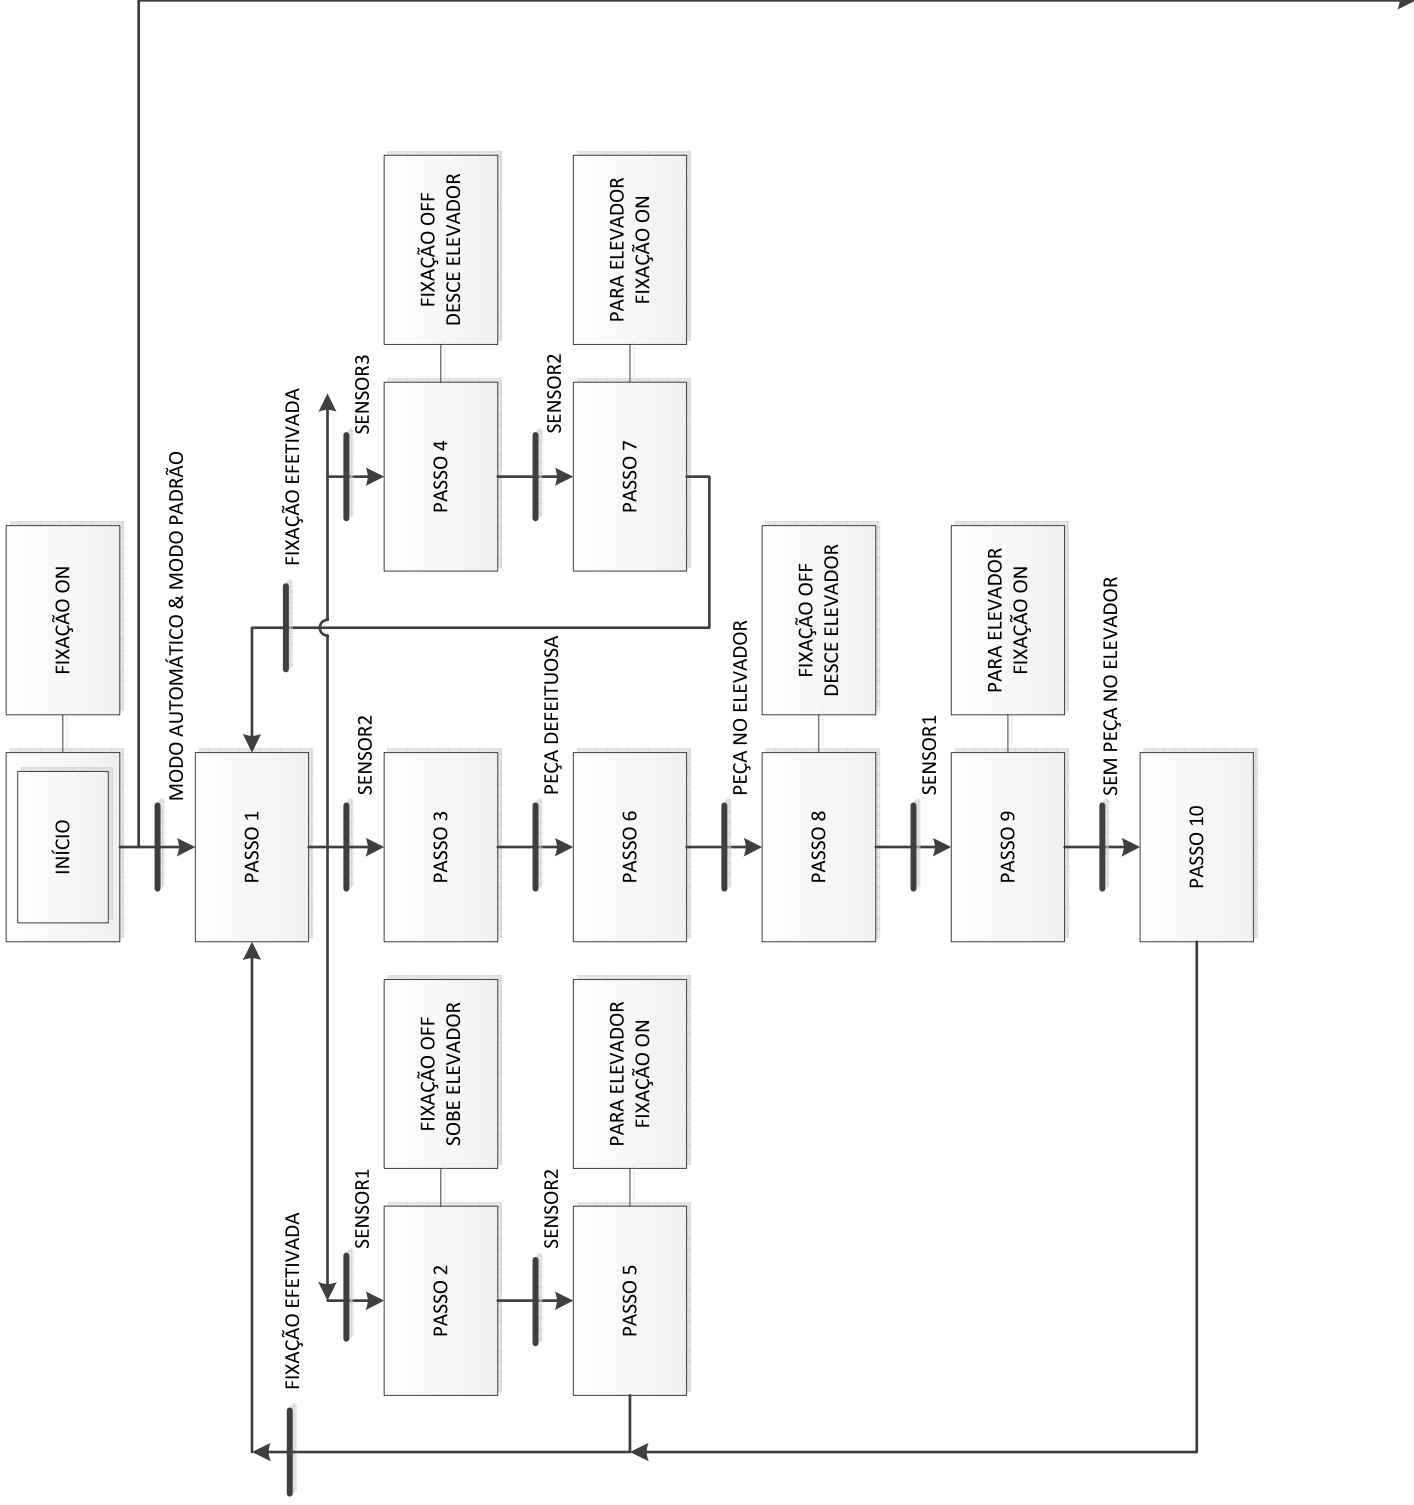 INÍCIO
FIXAÇÃO ON
MODO AUTOMÁTICO & MODO PADRÃO
PASSO 1
FIXAÇÃO EFETIVADA
FIXAÇÃO EFETIVADA
SENSOR1
SENSOR2
SENSOR3
PASSO 2
FIXAÇÃO OFF
SOBE ELEVADOR
PASSO 3
PASSO 4
FIXAÇÃO OFF
DESCE ELEVADOR
SENSOR2
PEÇA DEFEITUOSA
SENSOR2
PASSO 5
PARA ELEVADOR
FIXAÇÃO ON
PASSO 6
PASSO 7
PARA ELEVADOR
FIXAÇÃO ON
PEÇA NO ELEVADOR
PASSO 8
FIXAÇÃO OFF
DESCE ELEVADOR
SENSOR1
PASSO 9
PARA ELEVADOR
FIXAÇÃO ON
SEM PEÇA NO ELEVADOR
PASSO 10